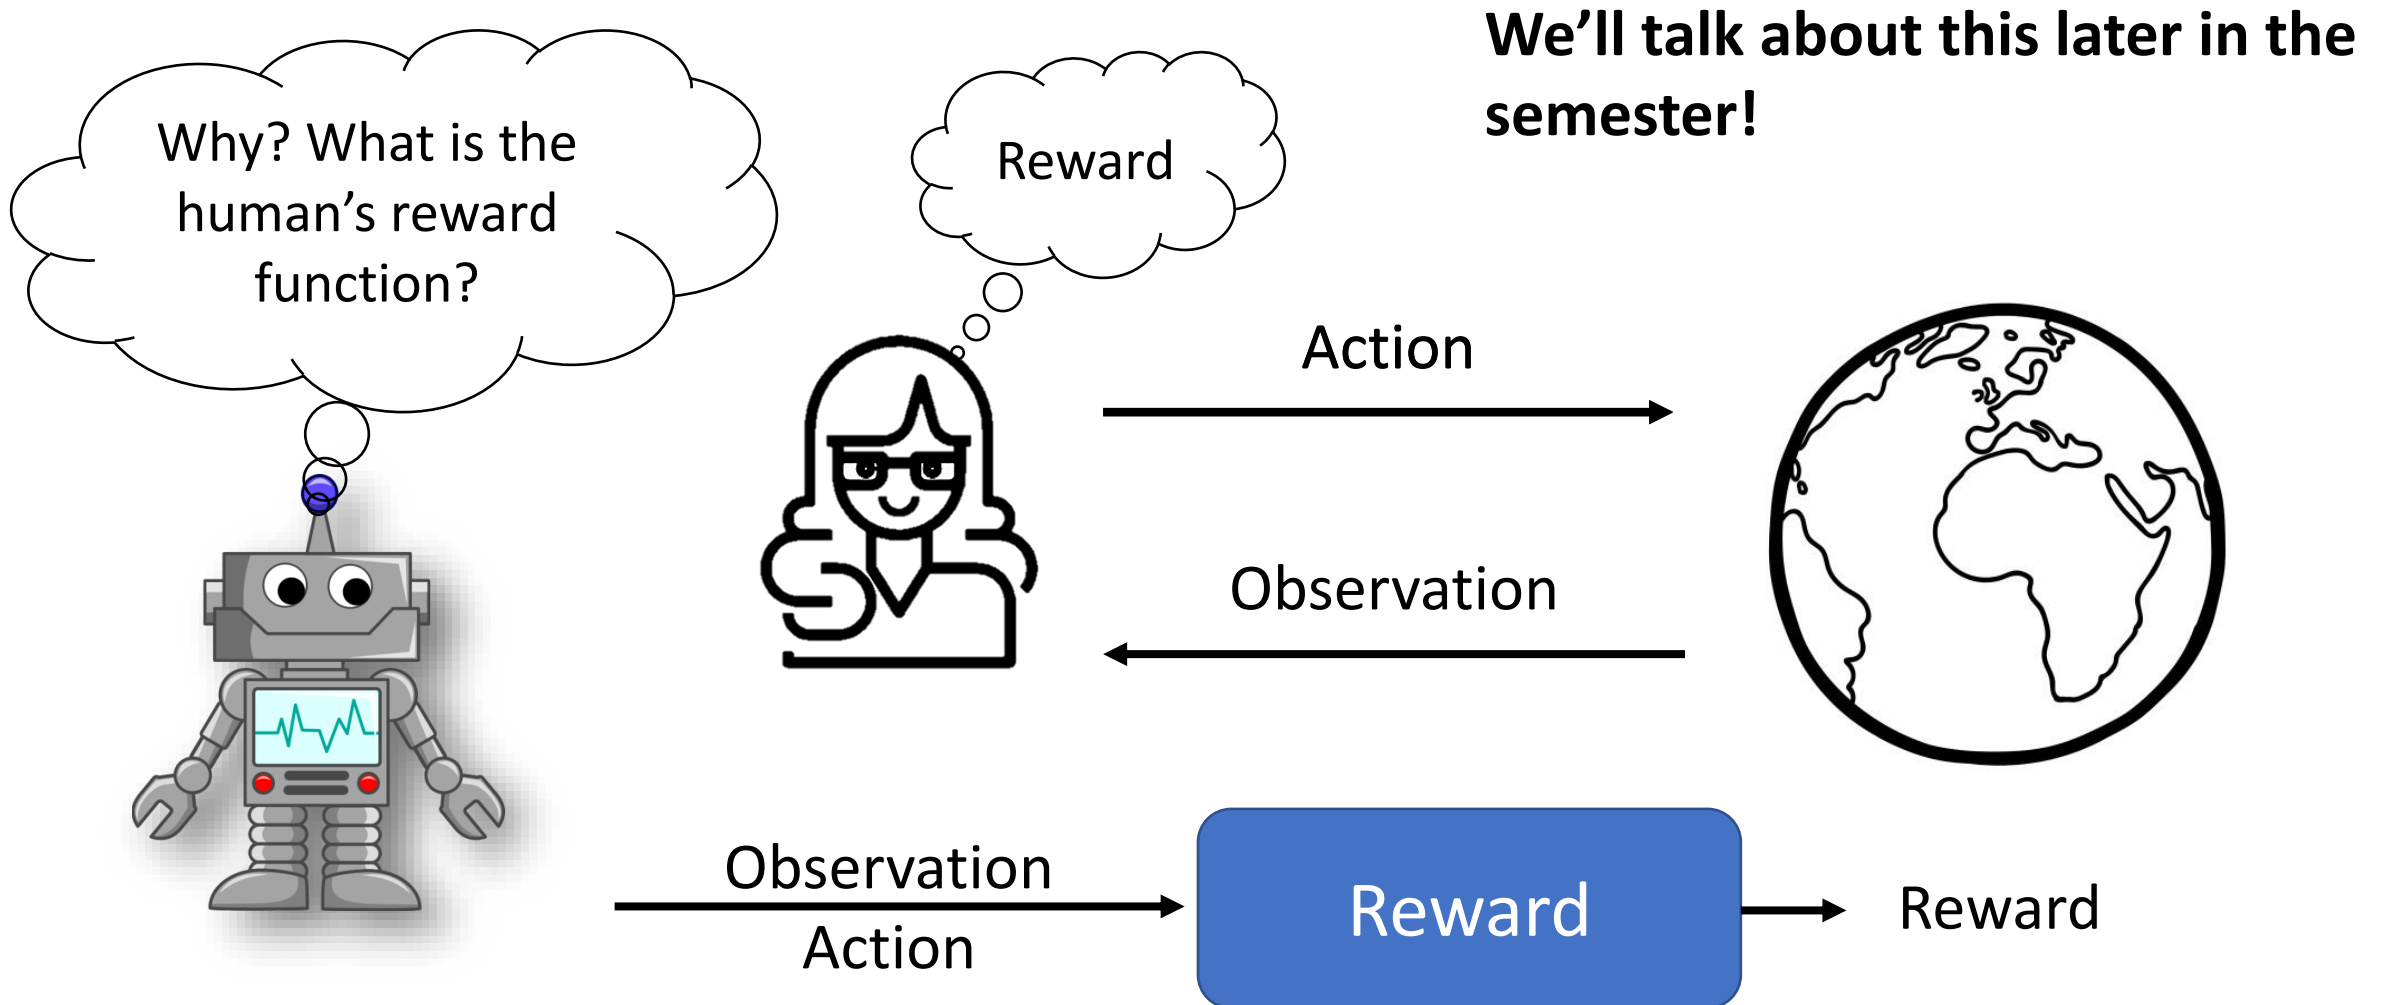 We’ll talk about this later in the
semester!
Why? What is the
human’s reward
function?
Reward
Action
Observation
Observation
Action
Reward
Reward